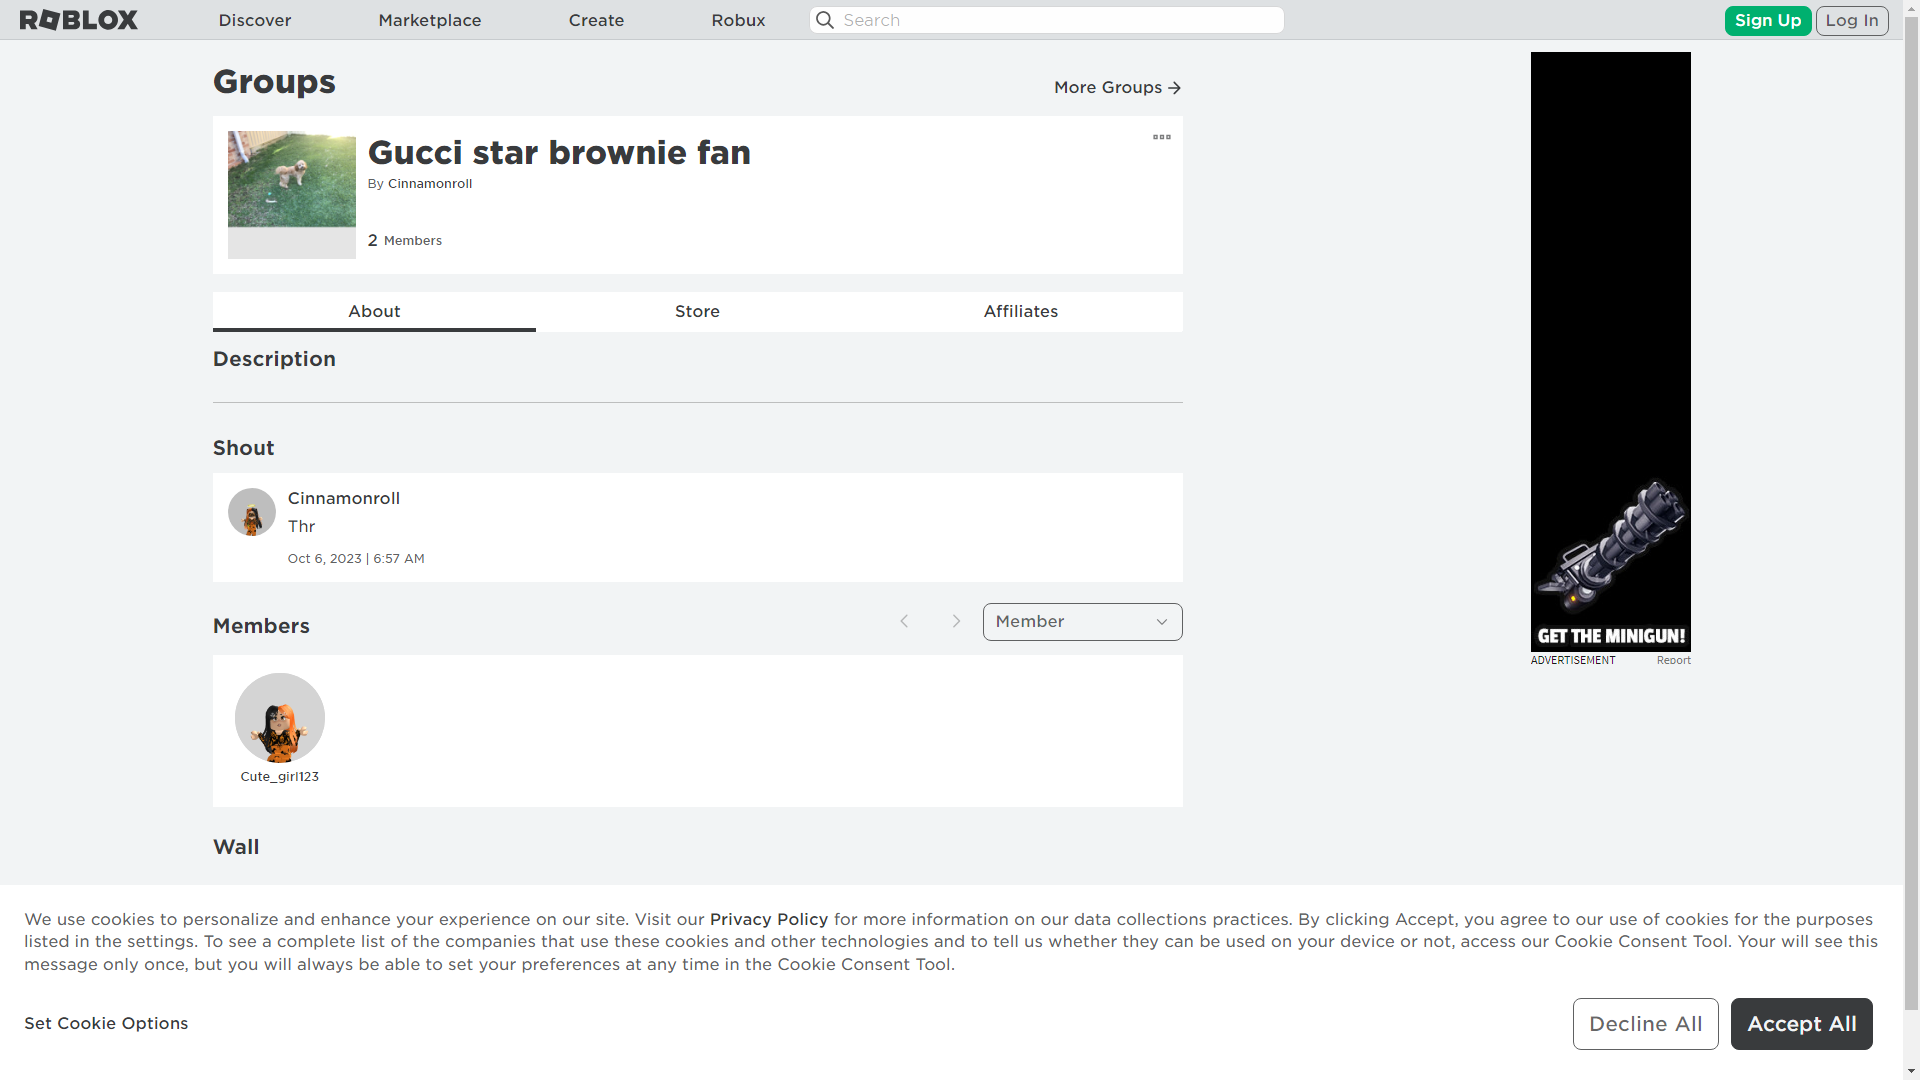 ROBLOX
Discover
Marketplace
Create
Robux
Search
Sign Up
Log In
Groups
More Groups
Gucci star brownie fan
By Cinnamonroll
2 Members
About
Store
Affiliates
Description
Shout
Cinnamonroll
Thr
Oct 6, 2023 | 6:57 AM
Members
Member
Cute_girl123
Wall
GET THE MINIGUN!
ADVERTISEMENT
Report
We use cookies to personalize and enhance your experience on our site. Visit our Privacy Policy for more information on our data collections practices. By clicking Accept, you agree to our use of cookies for the purposes
listed in the settings. To see a complete list of the companies that use these cookies and other technologies and to tell us whether they can be used on your device or not, access our Cookie Consent Tool. Your will see this
message only once, but you will always be able to set your preferences at any time in the Cookie Consent Tool.
Set Cookie Options
Decline All
Accept All